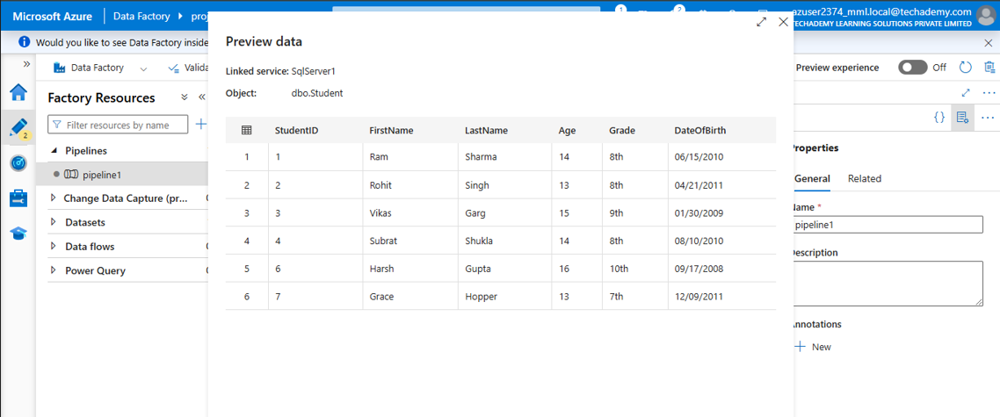 Microsoft Azure Data Factory
1 2
azuser2374_mml.local@techademy.com
TECHADEMY LEARNING SOLUTIONS PRIVATE LIMITED
Would you like to see Data Factory inside
Data Factory
Preview experience Off
Factory Resources
Filter resources by name
2
Pipelines
pipeline1
Change Data Capture (pr...
Datasets
Data flows
Power Query
Preview data
Linked service: SqlServer1
Object: dbo.Student
StudentID FirstName LastName Age Grade DateOfBirth
1 1 Ram Sharma 14 8th 06/15/2010
2 2 Rohit Singh 13 8th 04/21/2011
3 3 Vikas Garg 15 9th 01/30/2009
4 4 Subrat Shukla 14 8th 08/10/2010
5 6 Harsh Gupta 16 10th 09/17/2008
6 7 Grace Hopper 13 7th 12/09/2011
{}
Properties
General Related
Name *
pipeline1
Description
Annotations
New